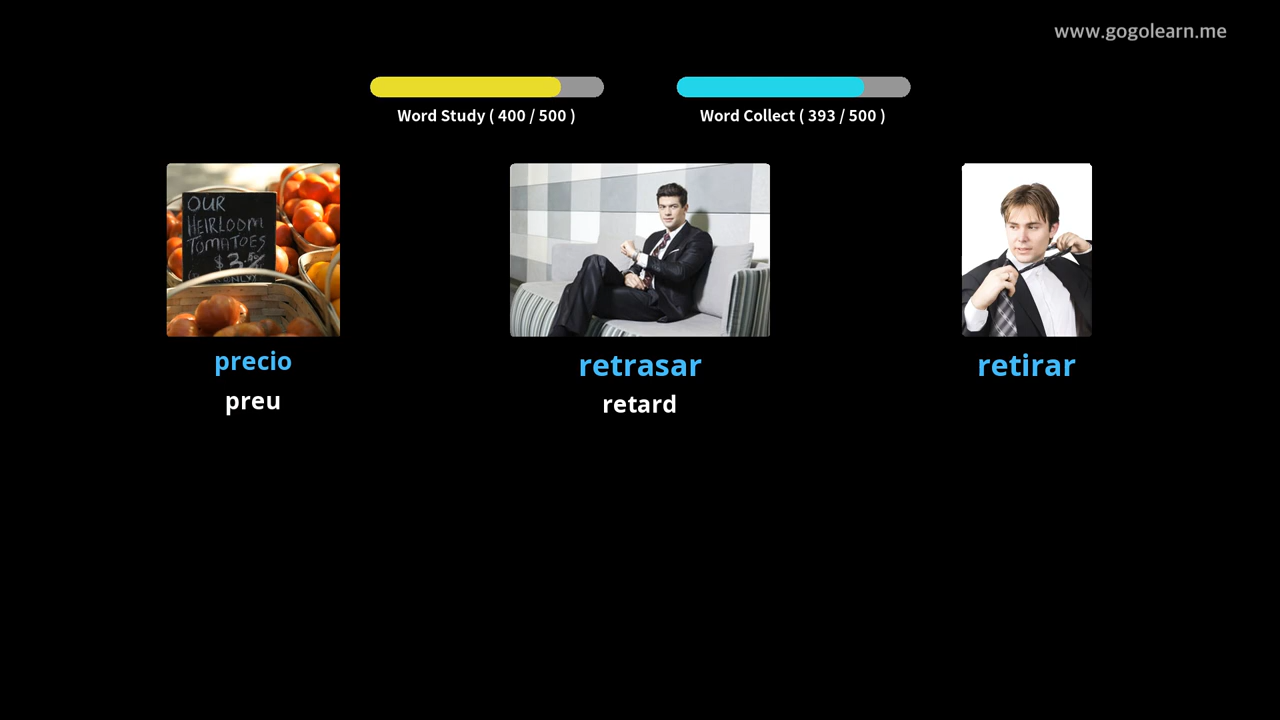 www.gogolearn.me
Word Study ( 400 / 500 )
Word Collect ( 393 / 500 )
OUR
HEIRLOOM
TOMATOES
precio
retrasar
retirar
preu
retard